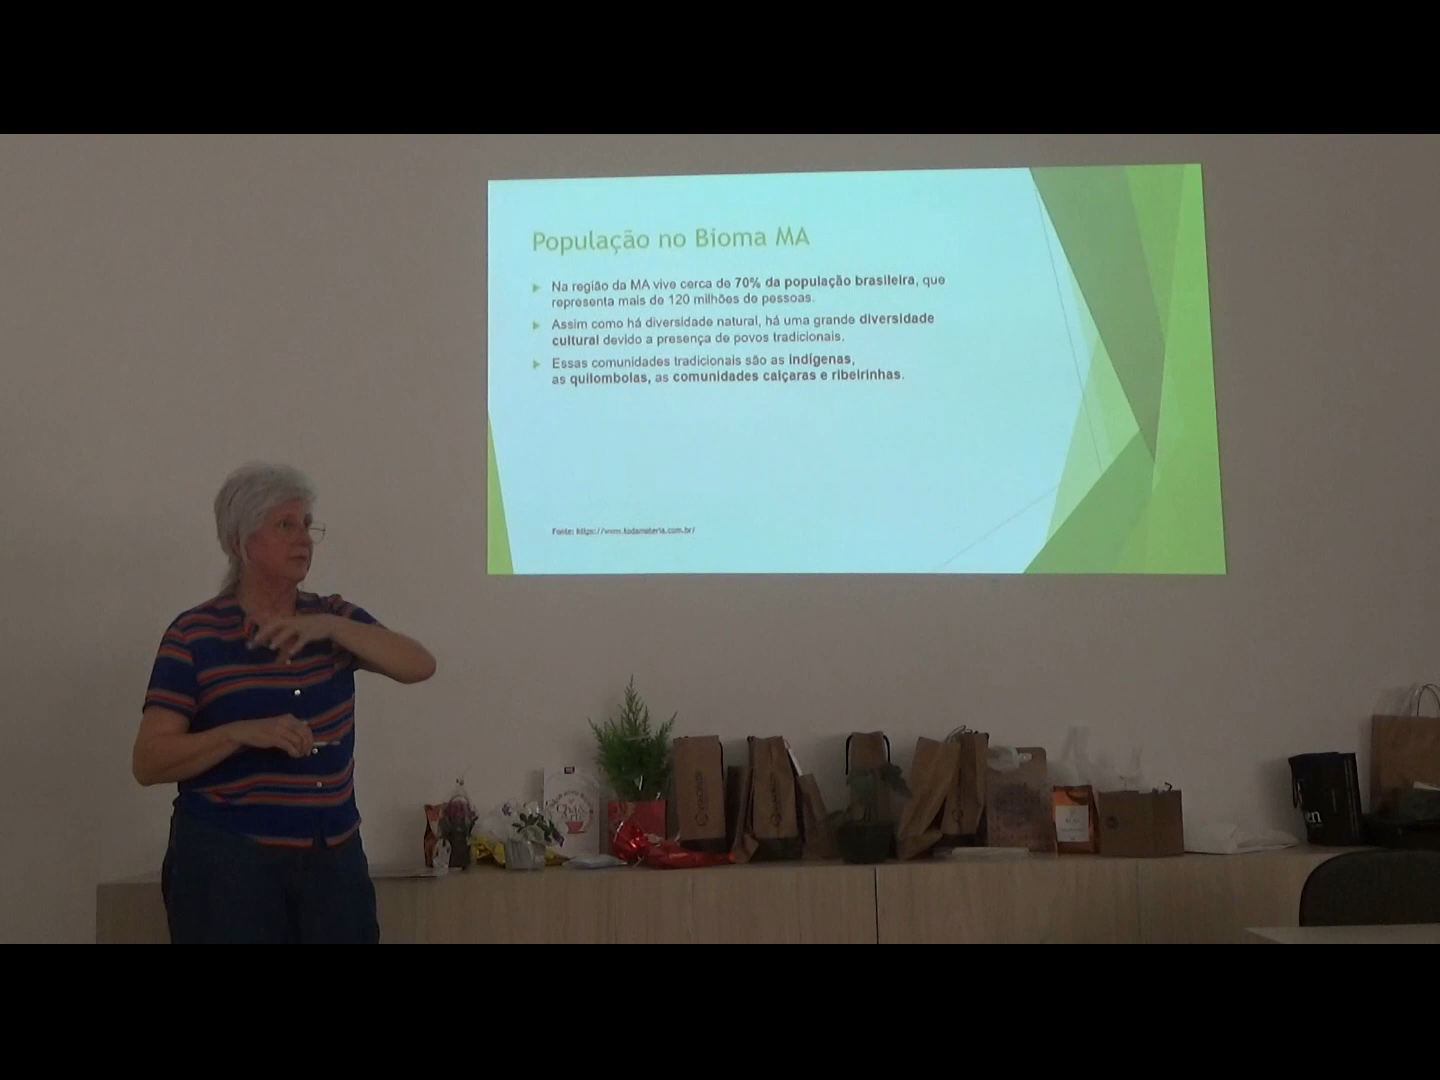 População no Bioma MA
Na região da MA vive cerca de 70% da população brasileira, que
representa mais de 120 milhões de pessoas.
Assim como há diversidade natural, há uma grande diversidade
cultural devido a presença de povos tradicionais.
Essas comunidades tradicionais são as indígenas,
as quilombolas, as comunidades caiçaras e ribeirinhas.
Fonte: https://www.todamateria.com.br/